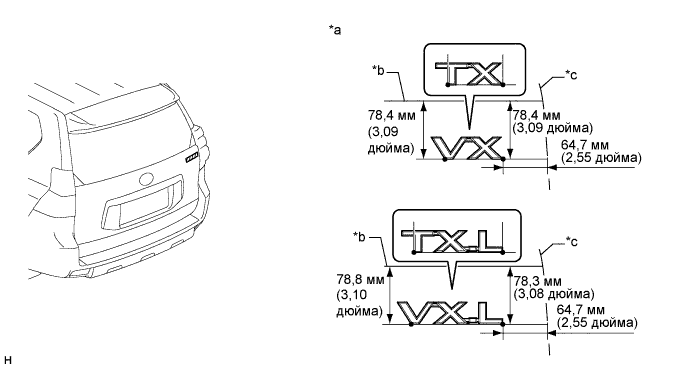 *a
*b
TX
*c
78,4 мм
(3,09
дюйма)
78,4 мм
(3,09 дюйма)
VX
64,7 мм
(2,55 дюйма)
*b
TX-L
*c
78,8 мм
(3,10
дюйма)
78,3 мм
(3,08 дюйма)
VX-L
64,7 мм
(2,55 дюйма)
H